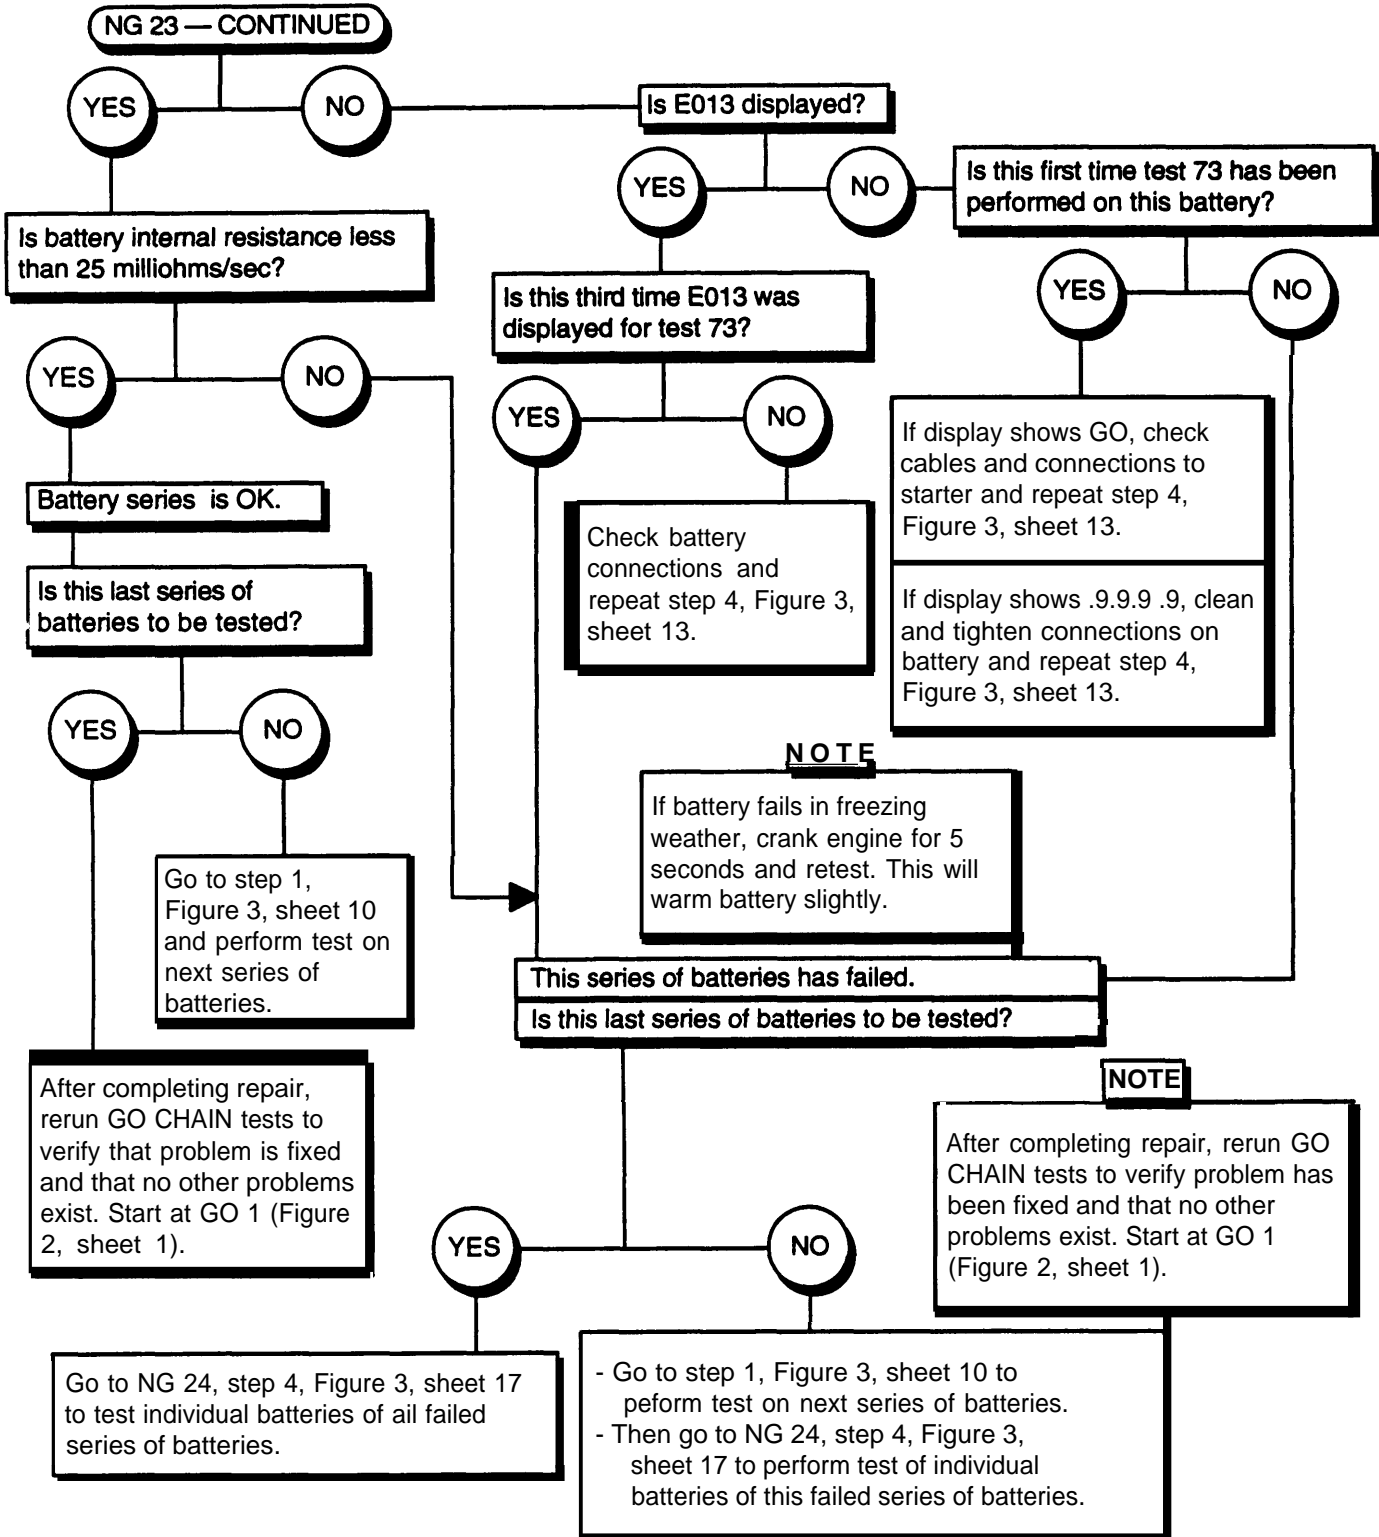 NG 23 — CONTINUED
YES
NO
Is E013 displayed?
YES
NO
Is this first time test 73 has been
performed on this battery?
Is battery internal resistance less
than 25 milliohms/sec?
YES
NO
Is this third time E013 was
displayed for test 73?
YES
NO
YES
NO
If display shows GO, check
cables and connections to
starter and repeat step 4,
Figure 3, sheet 13.
If display shows .9.9.9 .9, clean
and tighten connections on
battery and repeat step 4,
Figure 3, sheet 13.
Battery series is OK.
Check battery
connections and
repeat step 4, Figure 3,
sheet 13.
Is this last series of
batteries to be tested?
YES
NO
NOTE
If battery fails in freezing
weather, crank engine for 5
seconds and retest. This will
warm battery slightly.
Go to step 1,
Figure 3, sheet 10
and perform test on
next series of
batteries.
This series of batteries has failed.
Is this last series of batteries to be tested?
After completing repair,
rerun GO CHAIN tests to
verify that problem is fixed
and that no other problems
exist. Start at GO 1 (Figure
2, sheet 1).
NOTE
After completing repair, rerun GO
CHAIN tests to verify problem has
been fixed and that no other
problems exist. Start at GO 1
(Figure 2, sheet 1).
YES
NO
Go to NG 24, step 4, Figure 3, sheet 17
to test individual batteries of ail failed
series of batteries.
- Go to step 1, Figure 3, sheet 10 to
peform test on next series of batteries.
- Then go to NG 24, step 4, Figure 3,
sheet 17 to perform test of individual
batteries of this failed series of batteries.